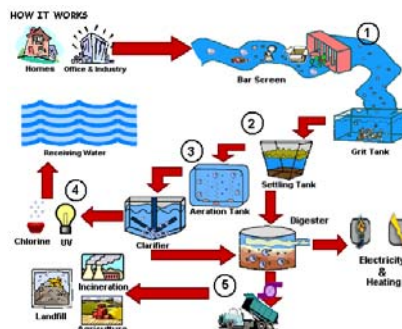 HOW IT WORKS
Homes
Office & Industry
1
Bar Screen
Grit Tank
Receiving Water
2
3
Settling Tank
Aeration Tank
4
Chlorine
UV
Clarifier
Digester
Electricity
&
Heating
Incineration
5
Landfill
Agriculture